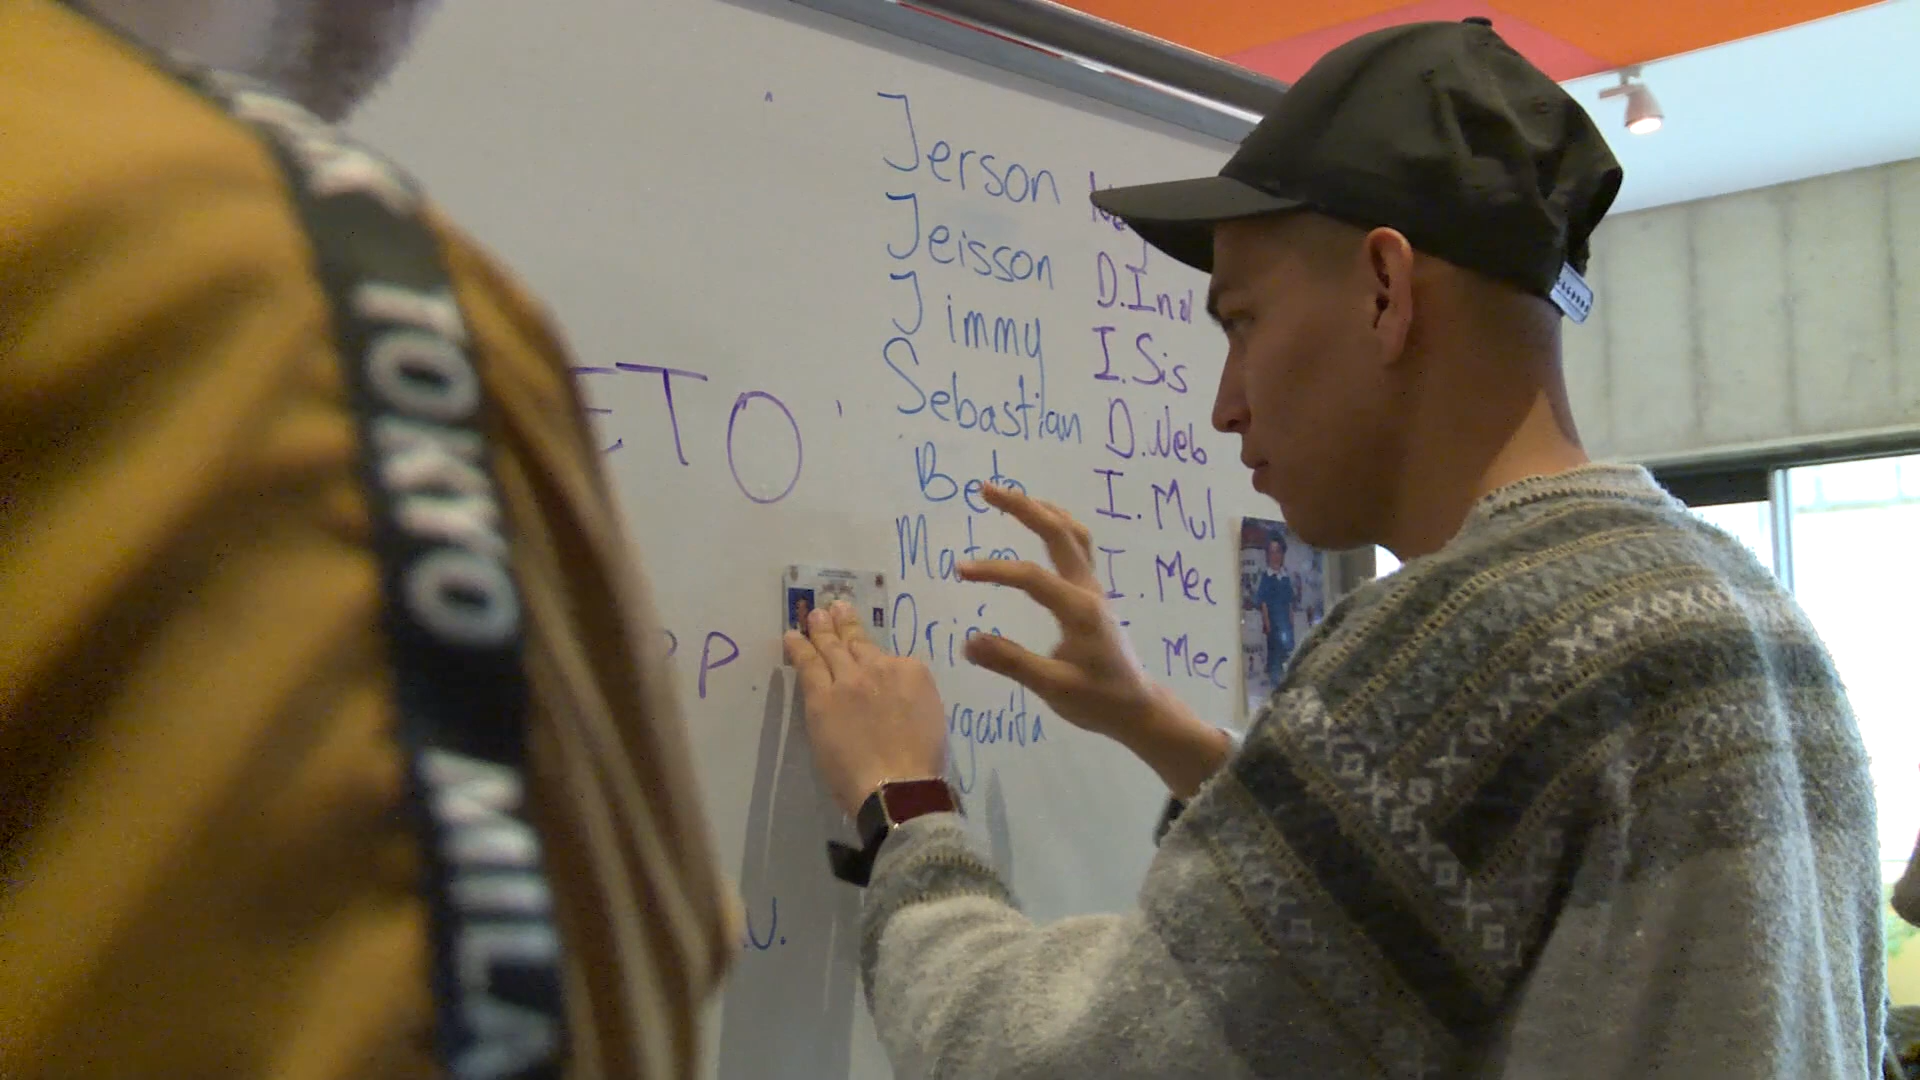 TOKYO MILA
Jerson
Jeisson D.Ind
Jimmy I.Sis
Sebastian D.Web
Beto I. Mul
ETO
I. Mec
Mec
P.
U.